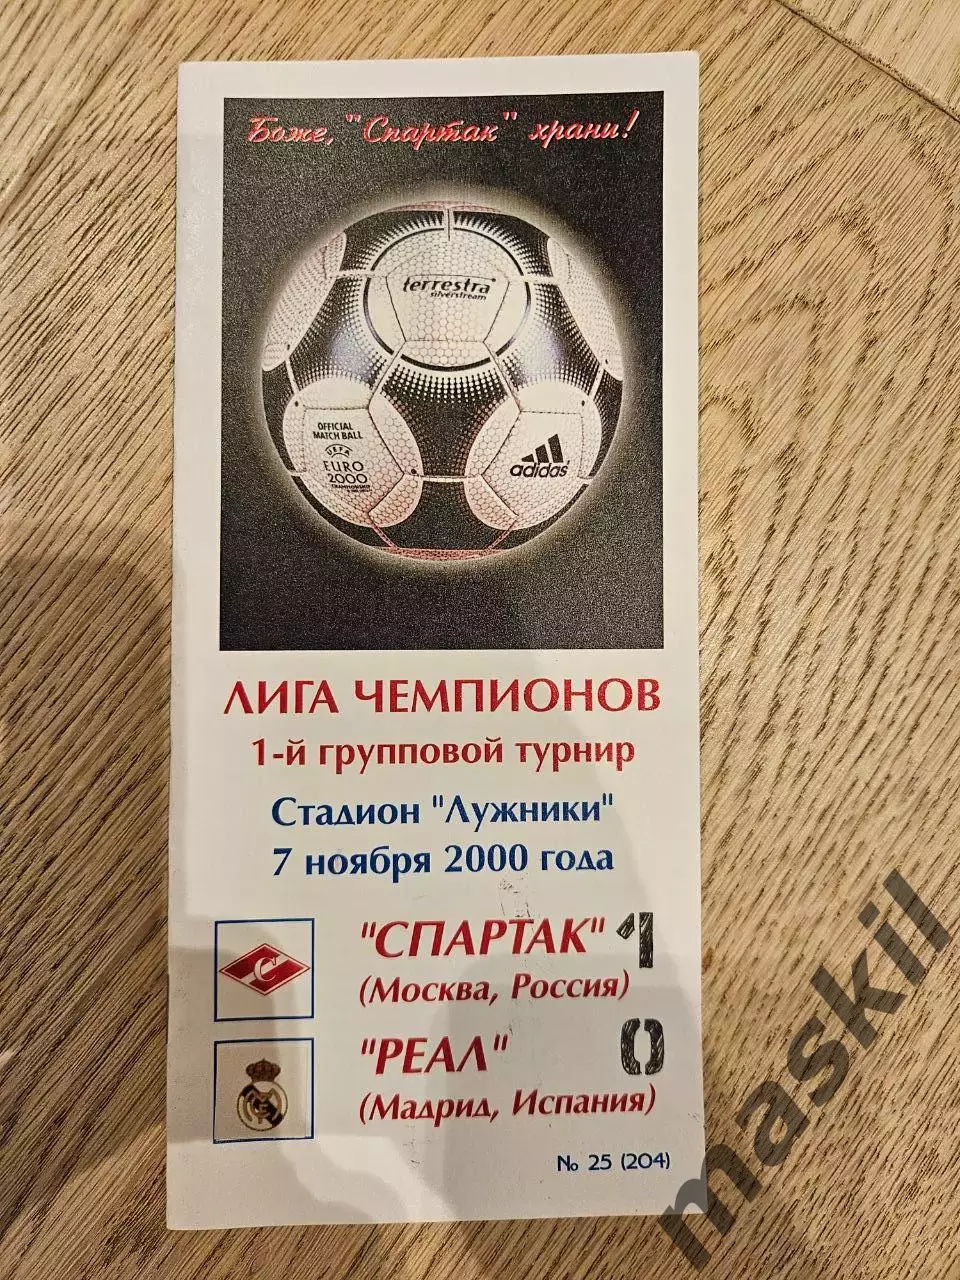 Боже, "Спартак" храни!
terrestra
silverstream
OFFICIAL
MATCH BALL
UEFA
EURO
2000
adidas
ЛИГА ЧЕМПИОНОВ
1-й групповой турнир
Стадион "Лужники"
7 ноября 2000 года
"СПАРТАК" 1
(Москва, Россия)
С
"РЕАЛ" 0
(Мадрид, Испания)
№ 25 (204)
maskil